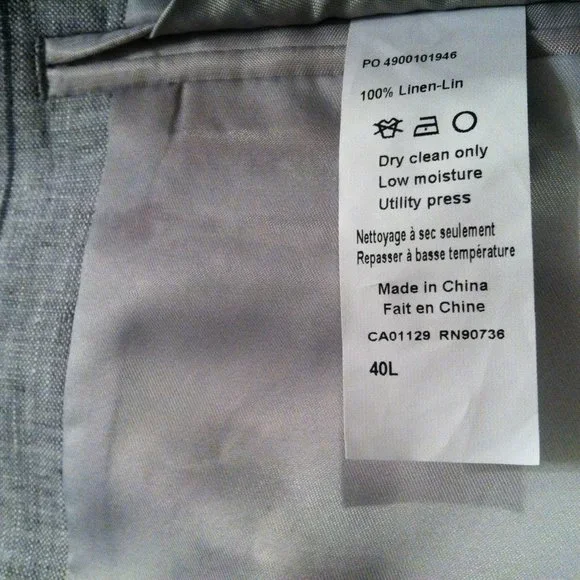 PO 4900101946
100% Linen-Lin
Dry clean only
Low moisture
Utility press
Nettoyage à sec seulement
Repasser à basse température
Made in China
Fait en Chine
CA01129 RN90736
40L